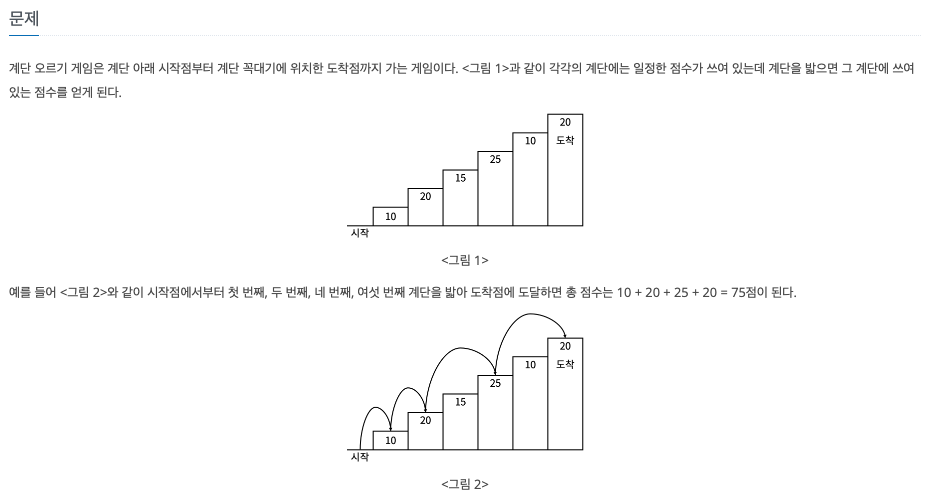 문제
계단 오르기 게임은 계단 아래 시작점부터 계단 꼭대기에 위치한 도착점까지 가는 게임이다. <그림 1>과 같이 각각의 계단에는 일정한 점수가 쓰여 있는데 계단을 밟으면 그 계단에 쓰여
있는 점수를 얻게 된다.
20
도착
10
25
15
20
10
시작
<그림 1>
예를 들어 <그림 2>와 같이 시작점에서부터 첫 번째, 두 번째, 네 번째, 여섯 번째 계단을 밟아 도착점에 도달하면 총 점수는 10 + 20 + 25 + 20 = 75점이 된다.
20
도착
10
25
15
20
10
시작
<그림 2>